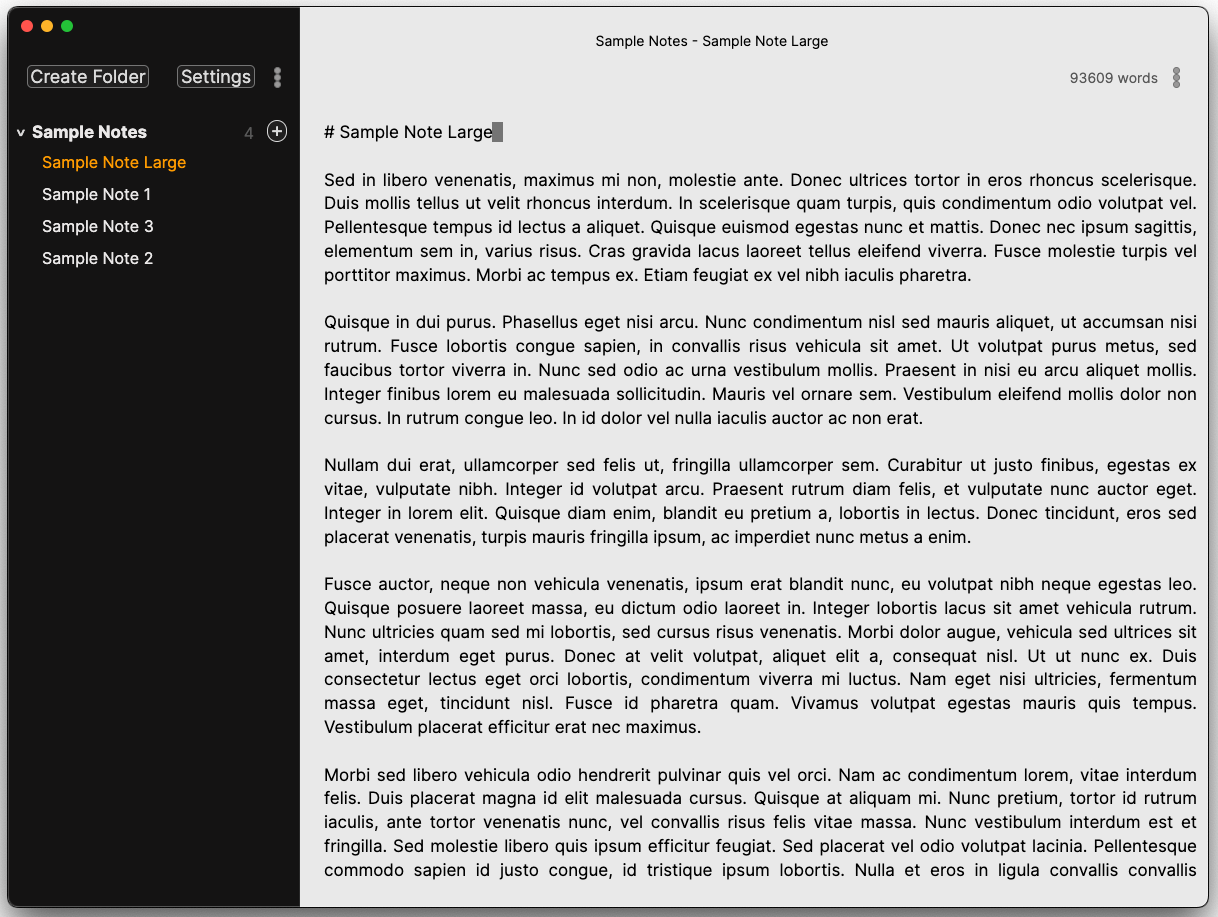 Sample Notes - Sample Note Large
Create Folder
Settings
93609 words
Sample Notes
4
Sample Note Large
Sample Note 1
Sample Note 3
Sample Note 2
# Sample Note Large
Sed in libero venenatis, maximus mi non, molestie ante. Donec ultrices tortor in eros rhoncus scelerisque.
Duis mollis tellus ut velit rhoncus interdum. In scelerisque quam turpis, quis condimentum odio volutpat vel.
Pellentesque tempus id lectus a aliquet. Quisque euismod egestas nunc et mattis. Donec nec ipsum sagittis,
elementum sem in, varius risus. Cras gravida lacus laoreet tellus eleifend viverra. Fusce molestie turpis vel
porttitor maximus. Morbi ac tempus ex. Etiam feugiat ex vel nibh iaculis pharetra.
Quisque in dui purus. Phasellus eget nisi arcu. Nunc condimentum nisl sed mauris aliquet, ut accumsan nisi
rutrum. Fusce lobortis congue sapien, in convallis risus vehicula sit amet. Ut volutpat purus metus, sed
faucibus tortor viverra in. Nunc sed odio ac urna vestibulum mollis. Praesent in nisi eu arcu aliquet mollis.
Integer finibus lorem eu malesuada sollicitudin. Mauris vel ornare sem. Vestibulum eleifend mollis dolor non
cursus. In rutrum congue leo. In id dolor vel nulla iaculis auctor ac non erat.
Nullam dui erat, ullamcorper sed felis ut, fringilla ullamcorper sem. Curabitur ut justo finibus, egestas ex
vitae, vulputate nibh. Integer id volutpat arcu. Praesent rutrum diam felis, et vulputate nunc auctor eget.
Integer in lorem elit. Quisque diam enim, blandit eu pretium a, lobortis in lectus. Donec tincidunt, eros sed
placerat venenatis, turpis mauris fringilla ipsum, ac imperdiet nunc metus a enim.
Fusce auctor, neque non vehicula venenatis, ipsum erat blandit nunc, eu volutpat nibh neque egestas leo.
Quisque posuere laoreet massa, eu dictum odio laoreet in. Integer lobortis lacus sit amet vehicula rutrum.
Nunc ultricies quam sed mi lobortis, sed cursus risus venenatis. Morbi dolor augue, vehicula sed ultrices sit
amet, interdum eget purus. Donec at velit volutpat, aliquet elit a, consequat nisl. Ut ut nunc ex. Duis
consectetur lectus eget orci lobortis, condimentum viverra mi luctus. Nam eget nisi ultricies, fermentum
massa eget, tincidunt nisl. Fusce id pharetra quam. Vivamus volutpat egestas mauris quis tempus.
Vestibulum placerat efficitur erat nec maximus.
Morbi sed libero vehicula odio hendrerit pulvinar quis vel orci. Nam ac condimentum lorem, vitae interdum
felis. Duis placerat magna id elit malesuada cursus. Quisque at aliquam mi. Nunc pretium, tortor id rutrum
iaculis, ante tortor venenatis nunc, vel convallis risus felis vitae massa. Nunc vestibulum interdum est et
fringilla. Sed molestie libero quis ipsum efficitur feugiat. Sed placerat vel odio volutpat lacinia. Pellentesque
commodo sapien id justo congue, id tristique ipsum lobortis. Nulla et eros in ligula convallis convallis